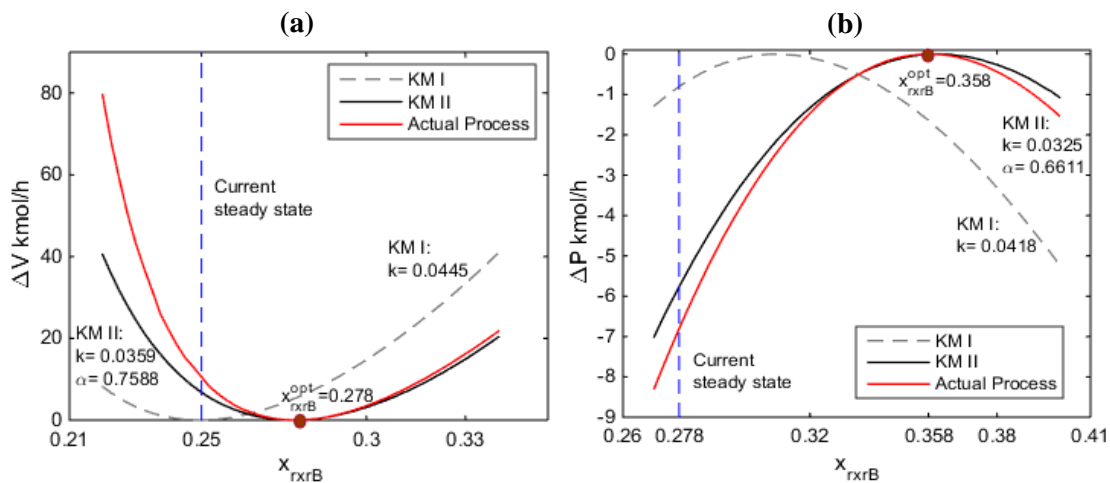 (a)
ΔV kmol/h
80
60
40
20
0
KM I
KM II
Actual Process
Current
steady state
KM I:
k= 0.0445
KM II:
k= 0.0359
α= 0.7588
x^opt_rxrB=0.278
0.21
0.25
0.3
0.33
x_rxrB
(b)
ΔP kmol/h
0
-1
-2
-3
-4
-5
-6
-7
-8
-9
x^opt_rxrB=0.358
KM II:
k= 0.0325
α= 0.6611
KM I:
k= 0.0418
KM I
KM II
Actual Process
Current
steady state
0.26
0.278
0.32
0.358
0.38
0.41
x_rxrB